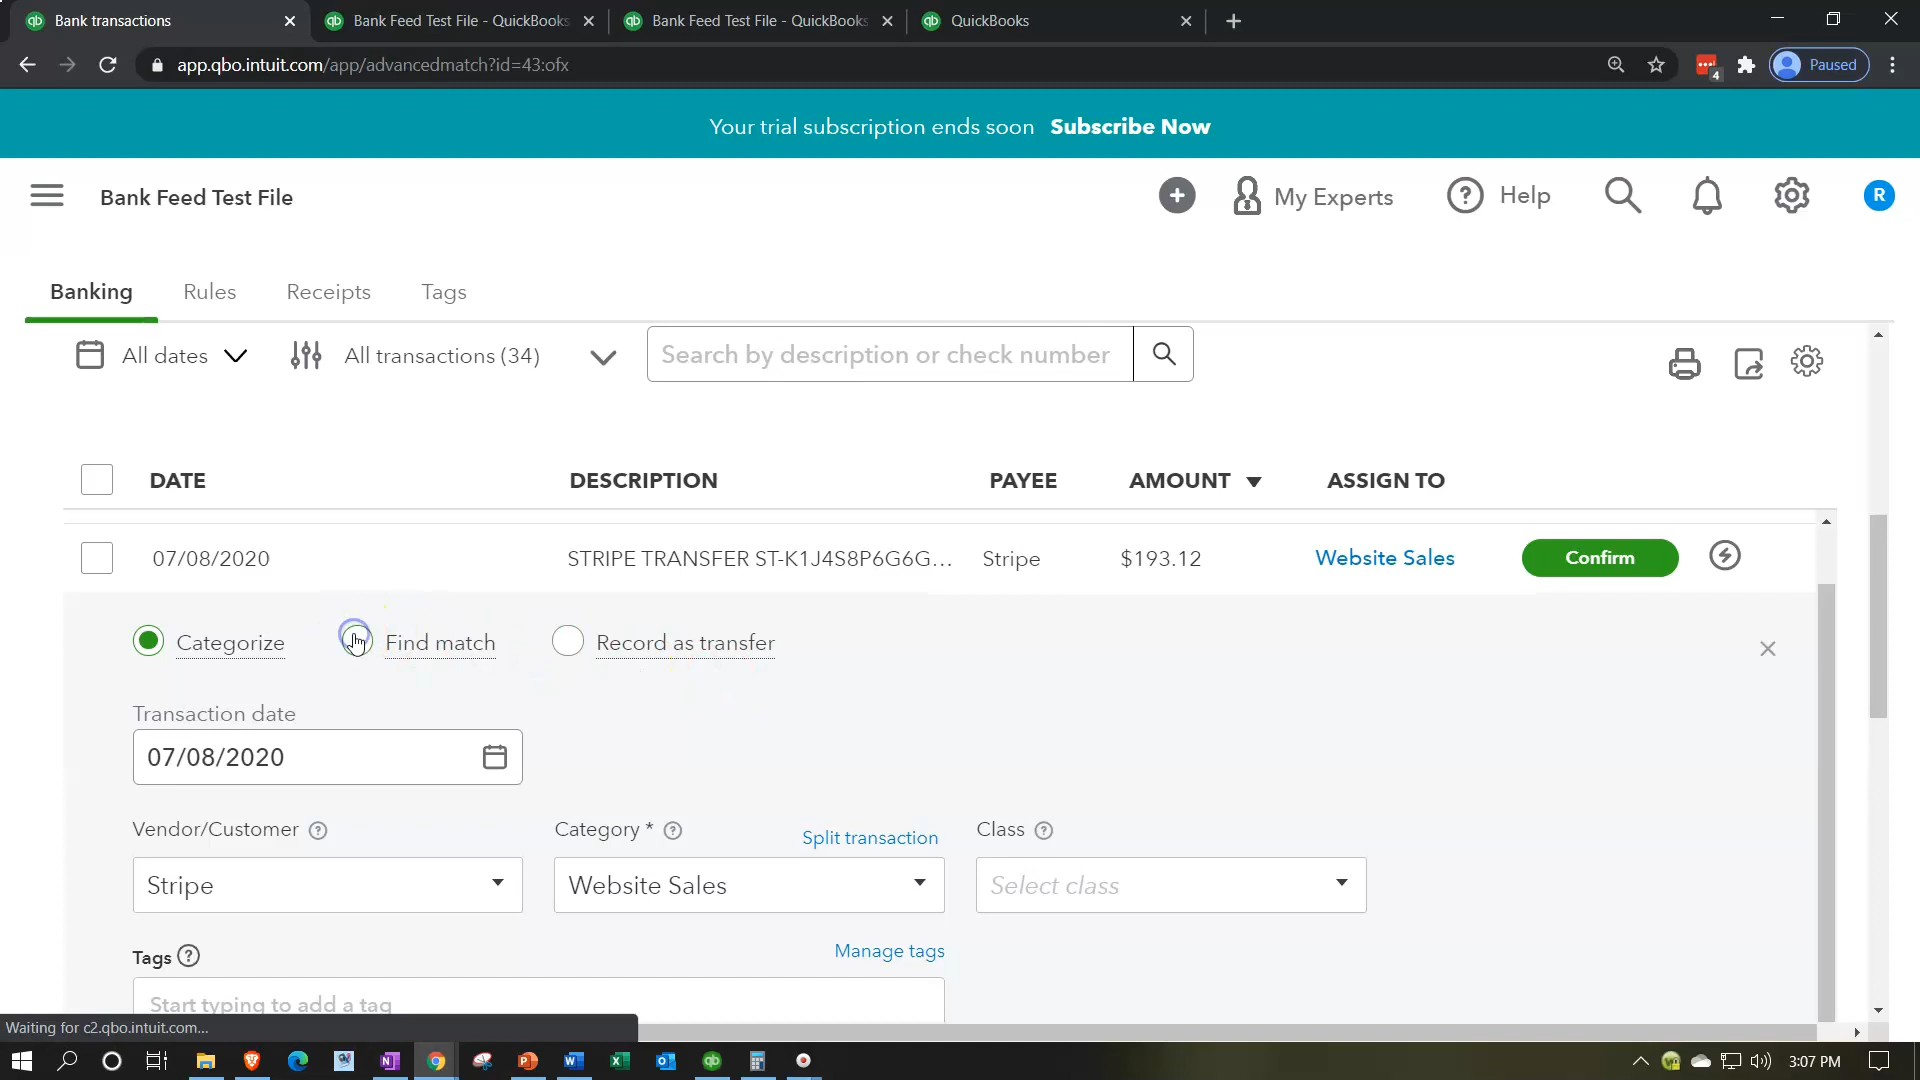 Bank transactions
Bank Feed Test File - QuickBooks
Bank Feed Test File - QuickBooks
QuickBooks
app.qbo.intuit.com/app/advancedmatch?id=43:ofx
4
Paused
Your trial subscription ends soon Subscribe Now
Bank Feed Test File
My Experts
Help
R
Banking
Rules
Receipts
Tags
All dates
All transactions (34)
Search by description or check number
DATE
DESCRIPTION
PAYEE
AMOUNT
ASSIGN TO
07/08/2020
STRIPE TRANSFER ST-K1J4S8P6G6G...
Stripe
$193.12
Website Sales
Confirm
Categorize
Find match
Record as transfer
Transaction date
07/08/2020
Vendor/Customer
Category *
Split transaction
Class
Stripe
Website Sales
Select class
Tags
Manage tags
Start typing to add a tag
Waiting for c2.qbo.intuit.com...
3:07 PM